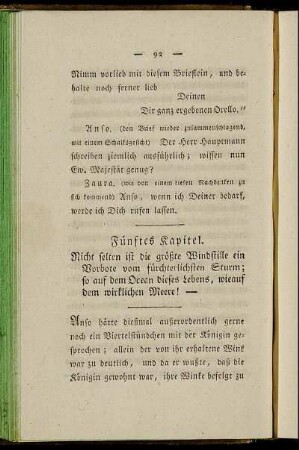 — 92 —
Nimm vorlieb mit diesem Brieflein, und be-
halte noch ferner lieb
Deinen
Dir ganz ergebenen Orollo."
Anso. (den Brief wieder zusammenschlagend,
mit einem Schalksgesicht) Der Herr Hauptmann
schreiben ziemlich ausführlich; wissen nun
Ew. Majestät genug?
Zaura. (wie von einem tiefen Nachdenken zu
sich kommend) Anso, wenn ich Deiner bedarf,
werde ich Dich rufen lassen.
Fünftes Kapitel.
Nicht selten ist die größte Windstille ein
Vorbote vom fürchterlichsten Sturm;
so auf dem Ocean dieses Lebens, wie auf
dem wirklichen Meere! —
Anso hätte dießmal außerordentlich gerne
noch ein Viertelstündchen mit der Königin ge-
sprochen; allein der von ihr erhaltene Wink
war zu deutlich, und da er wußte, daß die
Königin gewohnt war, ihre Winke befolgt zu